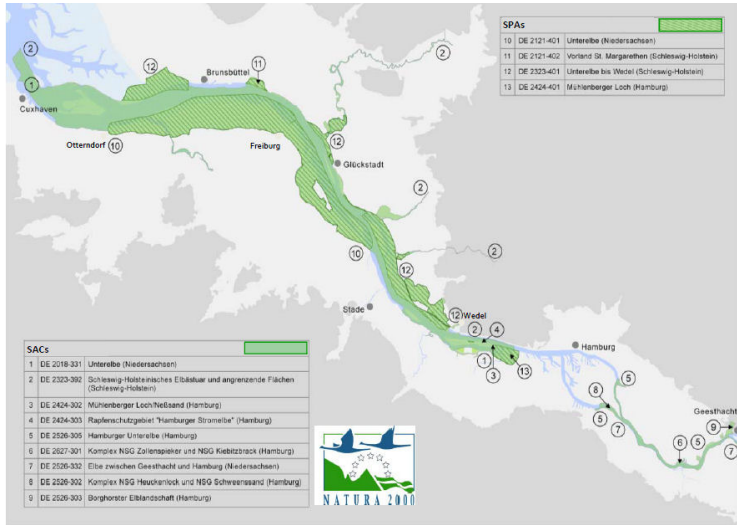 SPAs
10 DE 2121-401 Unterelbe (Niedersachsen)
11 DE 2121-402 Vorland St. Margarethen (Schleswig-Holstein)
12 DE 2323-401 Unterelbe bis Wedel (Schleswig-Holstein)
13 DE 2424-401 Mühlenberger Loch (Hamburg)
2
2
12
Brunsbüttel
11
1
Cuxhaven
Otterndorf
10
Freiburg
12
Glückstadt
2
10
2
12
Stade
12 Wedel
2
4
1
3
13
Hamburg
5
8
5
7
Geesthacht
9
5
6
7
SACs
1 DE 2018-331 Unterelbe (Niedersachsen)
2 DE 2323-392 Schleswig-Holsteinisches Elbästuar und angrenzende Flächen
(Schleswig-Holstein)
3 DE 2424-302 Mühlenberger Loch/Neßsand (Hamburg)
4 DE 2424-303 Rapfenschutzgebiet "Hamburger Stromelbe" (Hamburg)
5 DE 2526-305 Hamburger Unterelbe (Hamburg)
6 DE 2627-301 Komplex NSG Zollenspieker und NSG Kiebitzbrack (Hamburg)
7 DE 2526-332 Elbe zwischen Geesthacht und Hamburg (Niedersachsen)
8 DE 2526-302 Komplex NSG Heuckenlock und NSG Schweenssand (Hamburg)
9 DE 2526-303 Borghorster Elblandschaft (Hamburg)
NATURA 2000